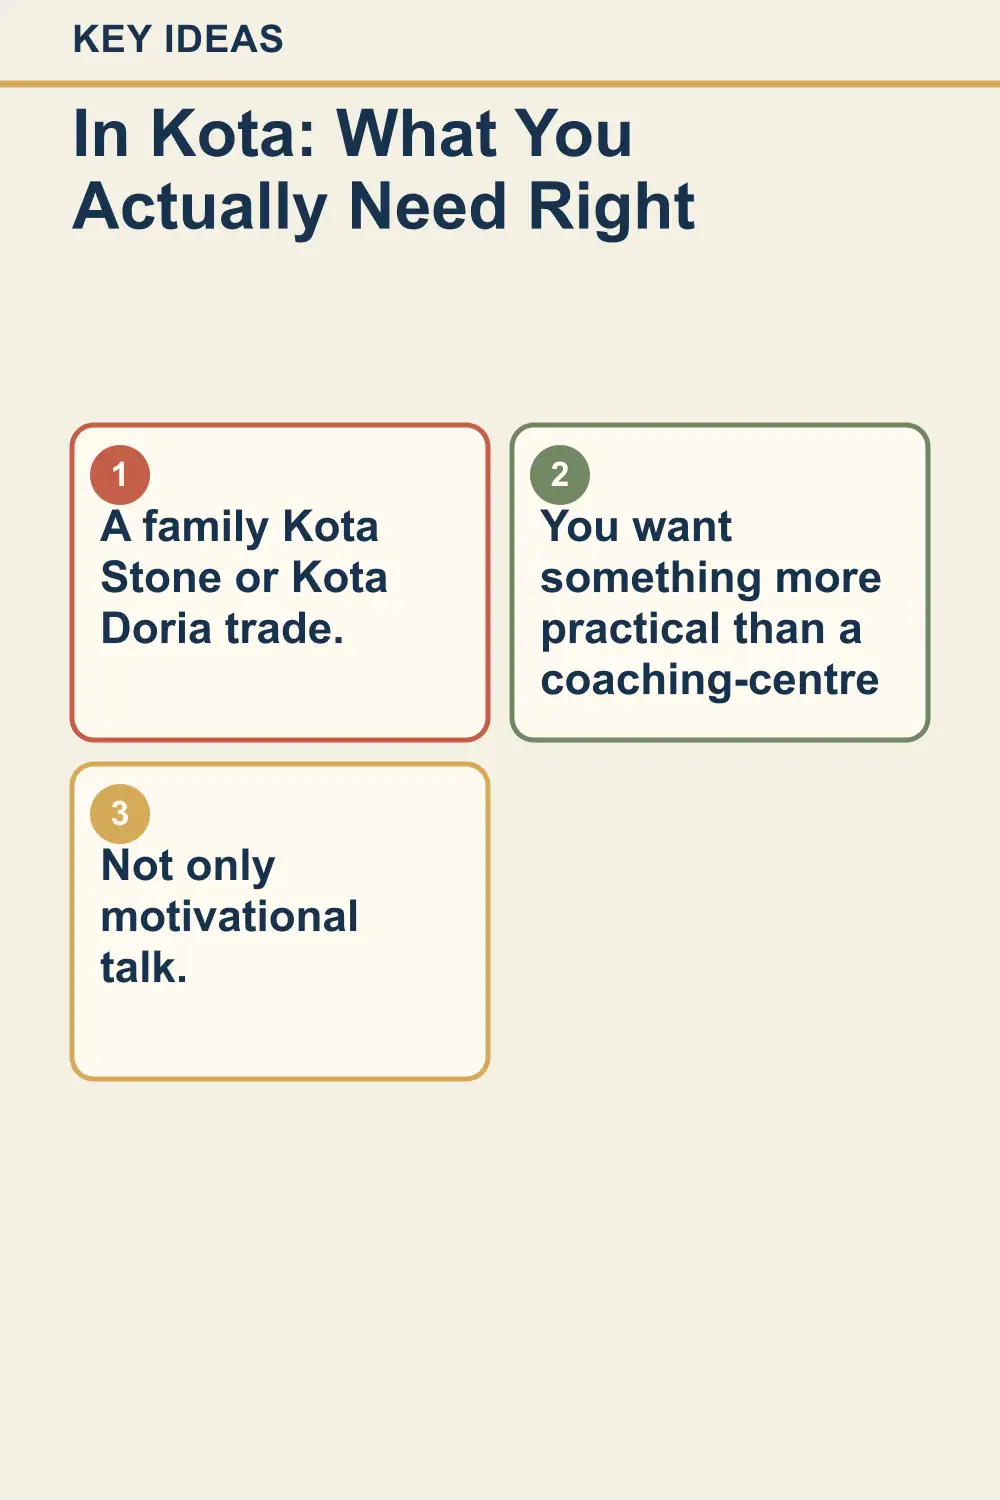 KEY IDEAS
In Kota: What You
Actually Need Right
1
A family Kota
Stone or Kota
Doria trade.
2
You want
something more
practical than a
coaching-centre
3
Not only
motivational
talk.